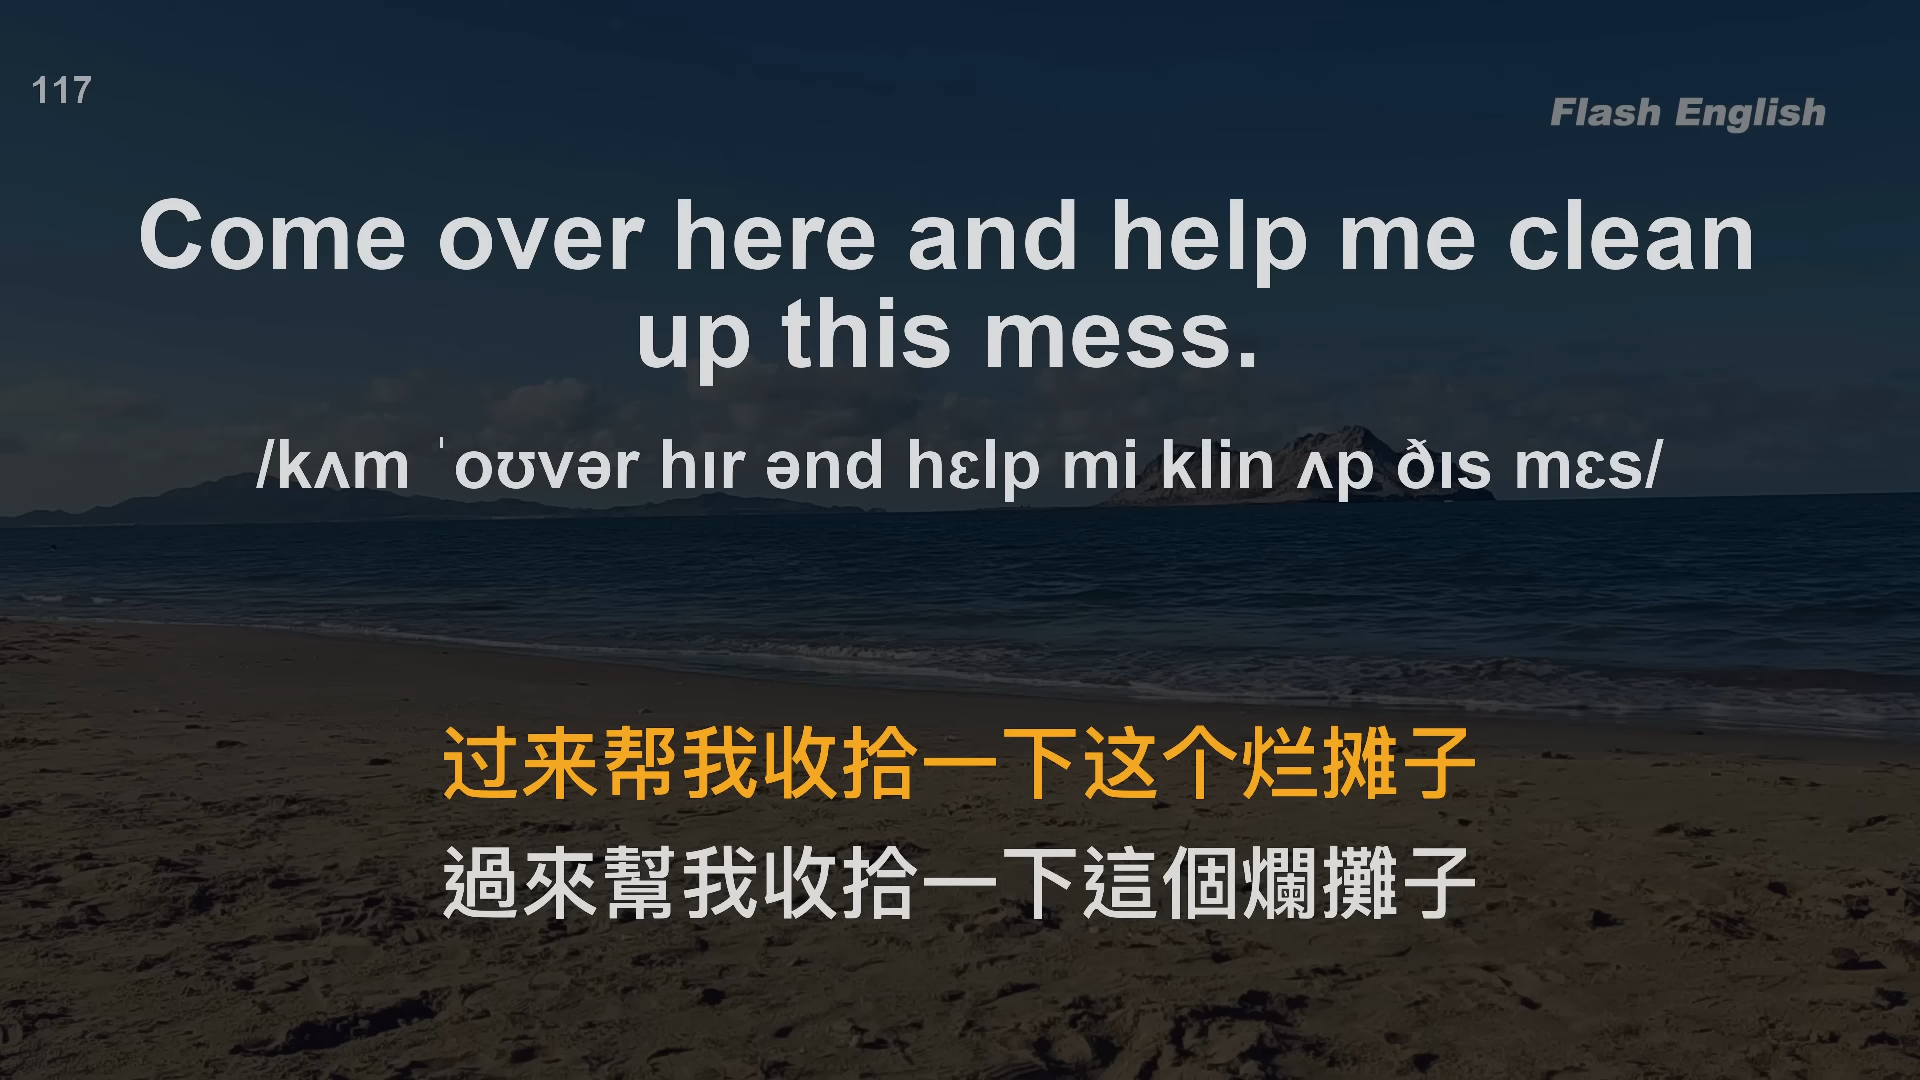 117
Flash English
Come over here and help me clean
up this mess.
/kʌm ˈoʊvər hɪr ənd hɛlp mi klin ʌp ðɪs mɛs/
过来帮我收拾一下这个烂摊子
過來幫我收拾一下這個爛攤子